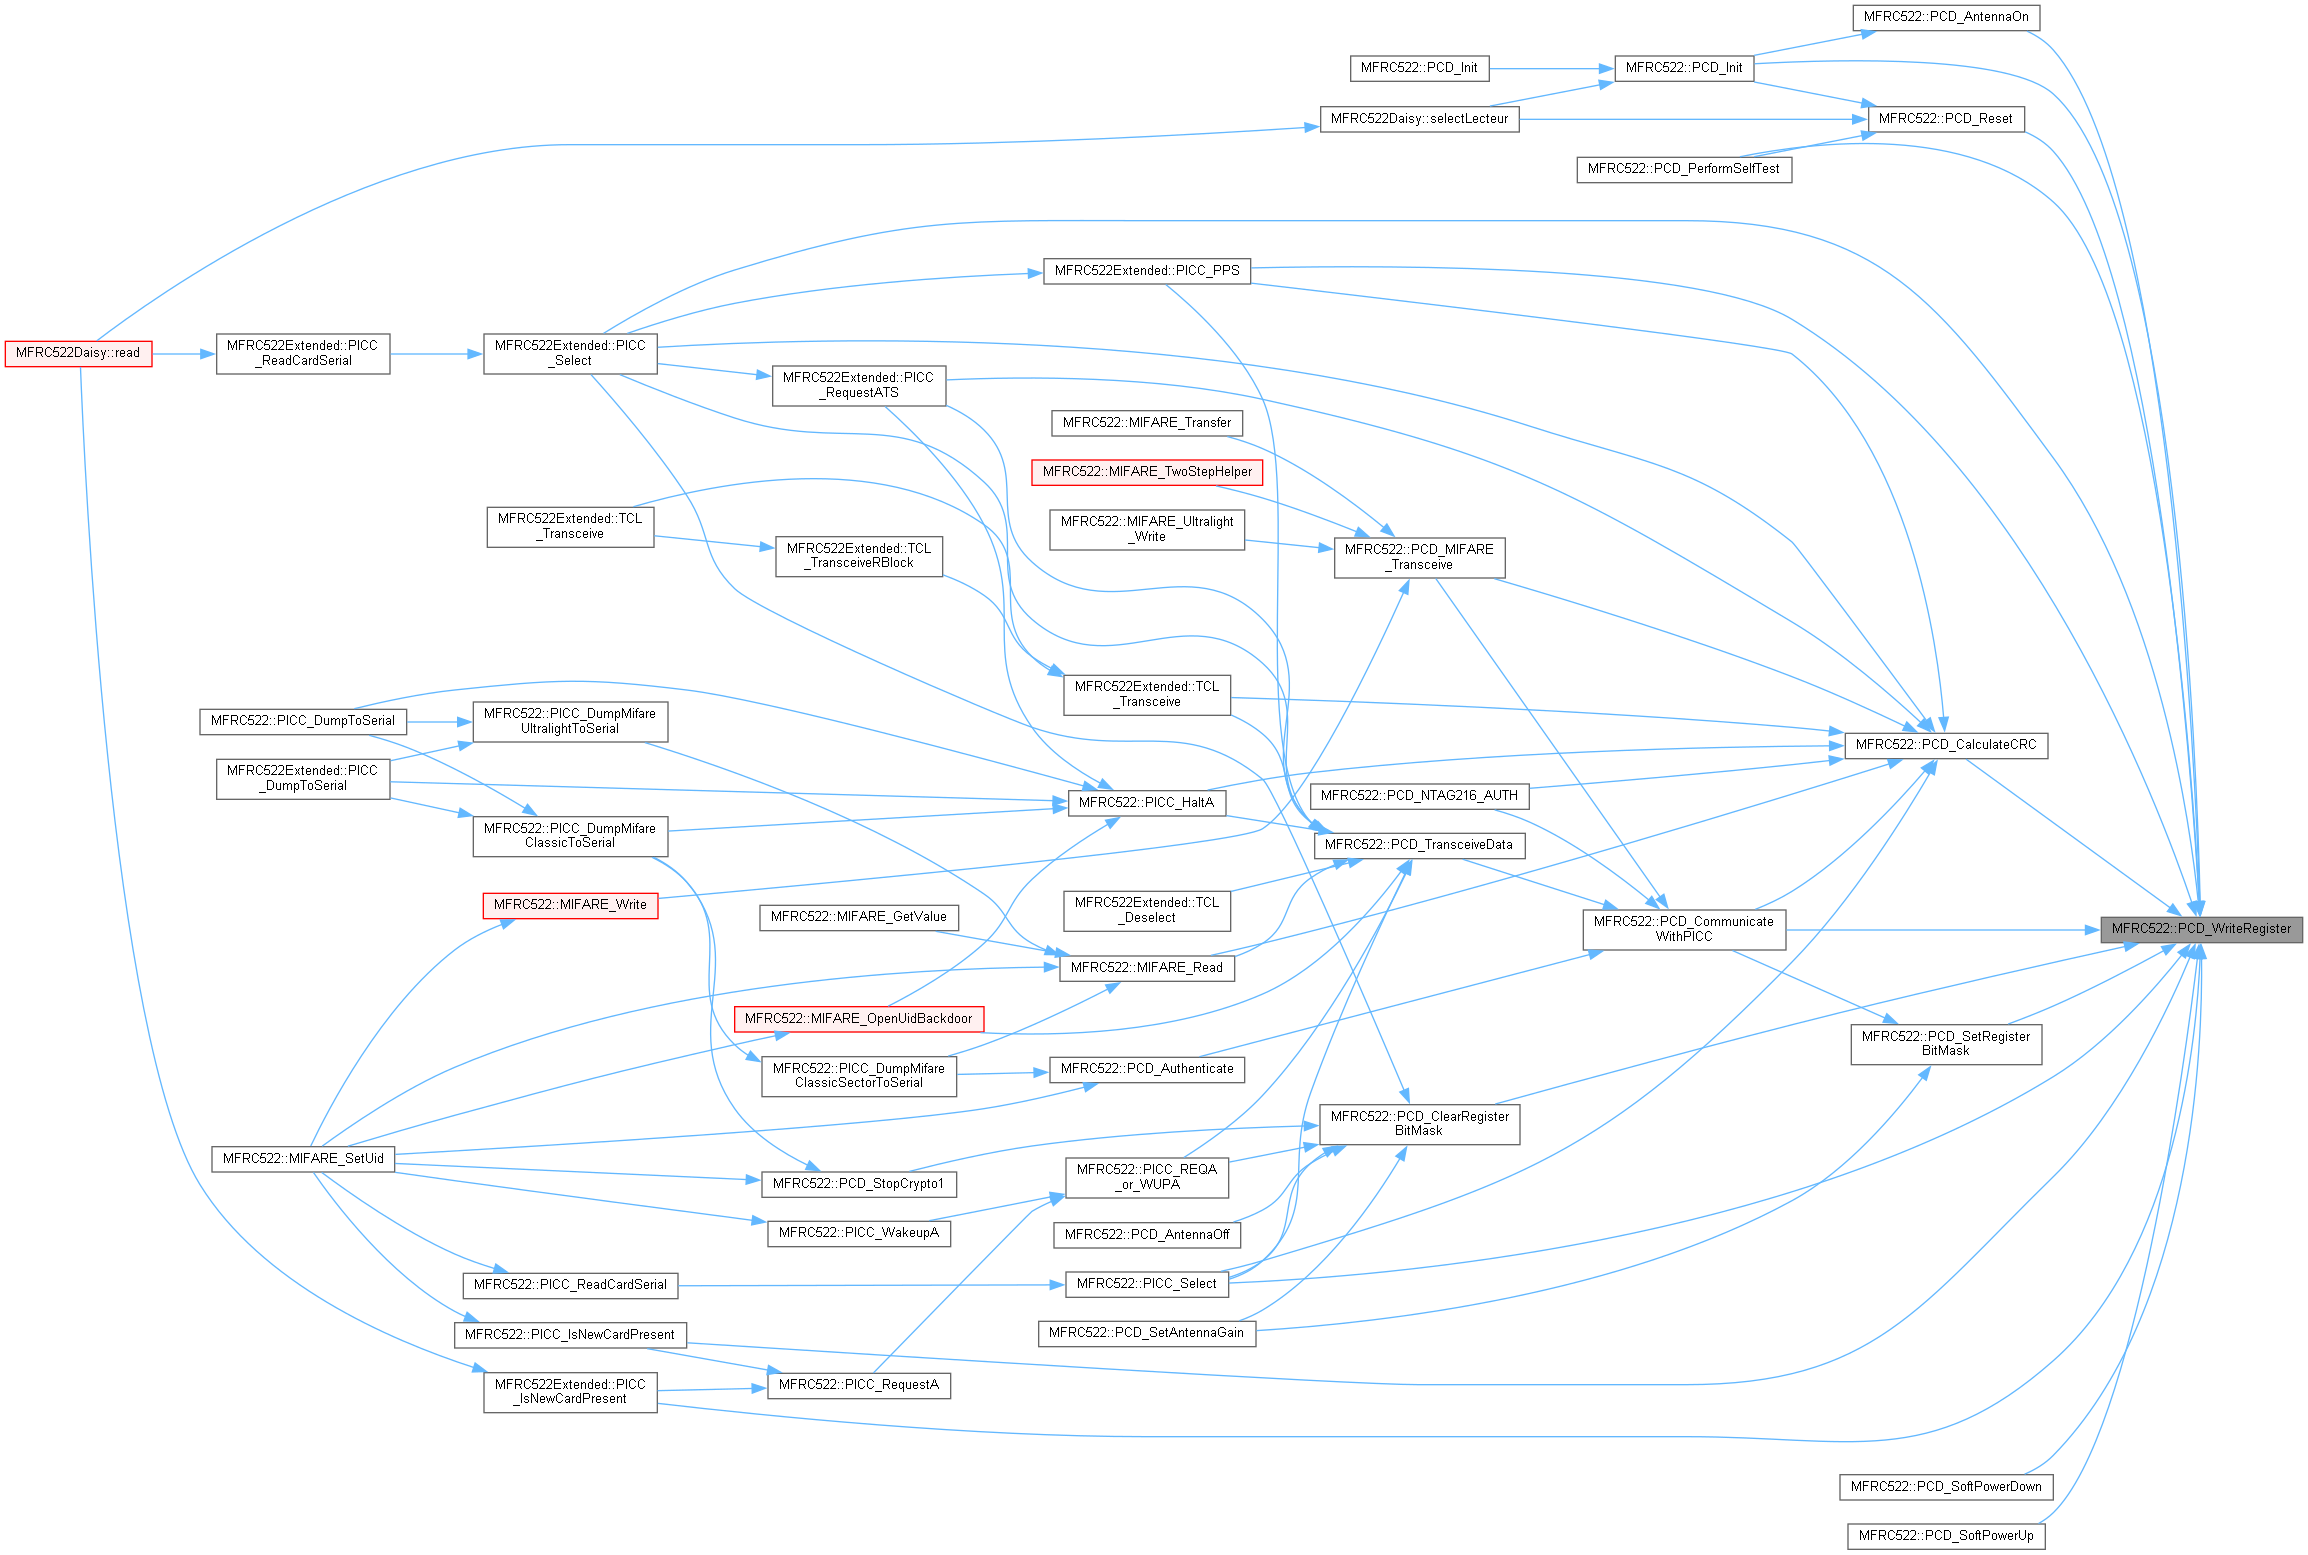 MFRC522::PCD_AntennaOn
MFRC522::PCD_Init
MFRC522::PCD_Init
MFRC522Daisy::selectLecteur
MFRC522::PCD_Reset
MFRC522::PCD_PerformSelfTest
MFRC522Extended::PICC_PPS
MFRC522Daisy::read
MFRC522Extended::PICC
_ReadCardSerial
MFRC522Extended::PICC
_Select
MFRC522Extended::PICC
_RequestATS
MFRC522::MIFARE_Transfer
MFRC522::MIFARE_TwoStepHelper
MFRC522::MIFARE_Ultralight
_Write
MFRC522Extended::TCL
_Transceive
MFRC522Extended::TCL
_TransceiveRBlock
MFRC522::PCD_MIFARE
_Transceive
MFRC522Extended::TCL
_Transceive
MFRC522::PICC_DumpToSerial
MFRC522::PICC_DumpMifare
UltralightToSerial
MFRC522::PCD_CalculateCRC
MFRC522Extended::PICC
_DumpToSerial
MFRC522::PICC_HaltA
MFRC522::PCD_NTAG216_AUTH
MFRC522::PICC_DumpMifare
ClassicToSerial
MFRC522::PCD_TransceiveData
MFRC522::MIFARE_Write
MFRC522::MIFARE_GetValue
MFRC522Extended::TCL
_Deselect
MFRC522::PCD_Communicate
WithPICC
MFRC522::PCD_WriteRegister
MFRC522::MIFARE_Read
MFRC522::MIFARE_OpenUidBackdoor
MFRC522::PCD_SetRegister
BitMask
MFRC522::PICC_DumpMifare
ClassicSectorToSerial
MFRC522::PCD_Authenticate
MFRC522::PCD_ClearRegister
BitMask
MFRC522::MIFARE_SetUid
MFRC522::PCD_StopCrypto1
MFRC522::PICC_REQA
_or_WUPA
MFRC522::PICC_WakeupA
MFRC522::PCD_AntennaOff
MFRC522::PICC_ReadCardSerial
MFRC522::PICC_Select
MFRC522::PICC_IsNewCardPresent
MFRC522::PCD_SetAntennaGain
MFRC522Extended::PICC
_IsNewCardPresent
MFRC522::PICC_RequestA
MFRC522::PCD_SoftPowerDown
MFRC522::PCD_SoftPowerUp